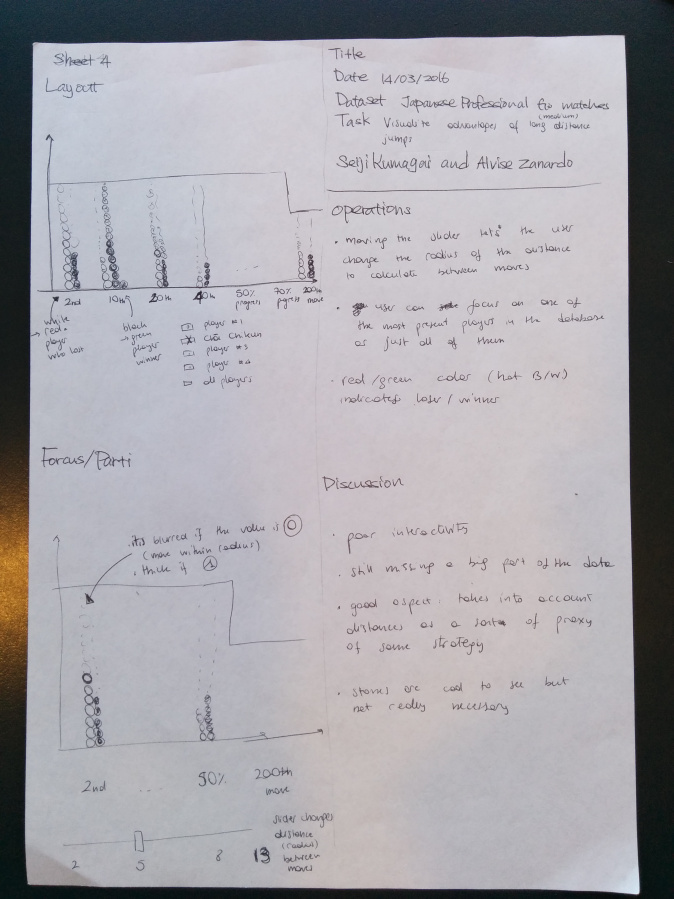 Sheet 4
Layout
2nd
10th
20th
40th
50%
progress
70%
progress
200th
move
white
→ red
player
who lost
black
→ green
player
winner
player #1
Chikun
player #3
player #4
all players
Title
Date 14/03/2016
Dataset Japanese Professional Go matches
(medium)
Task Visualize advantages of long distance
jumps
Seiji Kumagai and Alvise Zanardo
Operations
• moving the slider lets the user
change the radius of the distance
to calculate between moves
• user can focus on one of
the most present players in the database
or just all of them
• red/green color (not B/W)
indicates loser / winner
Focus/Parti
• it's blurred if the value is 0
(move within radius)
• thick if 1
2nd
50%
200th
move
2
5
8
13
slider changes
distance
(radius)
between
moves
Discussion
• poor interactivity
• still missing a big part of the data
• good aspect: takes into account
distances as a sort of proxy
of some strategy
• stones are cool to see but
not really necessary